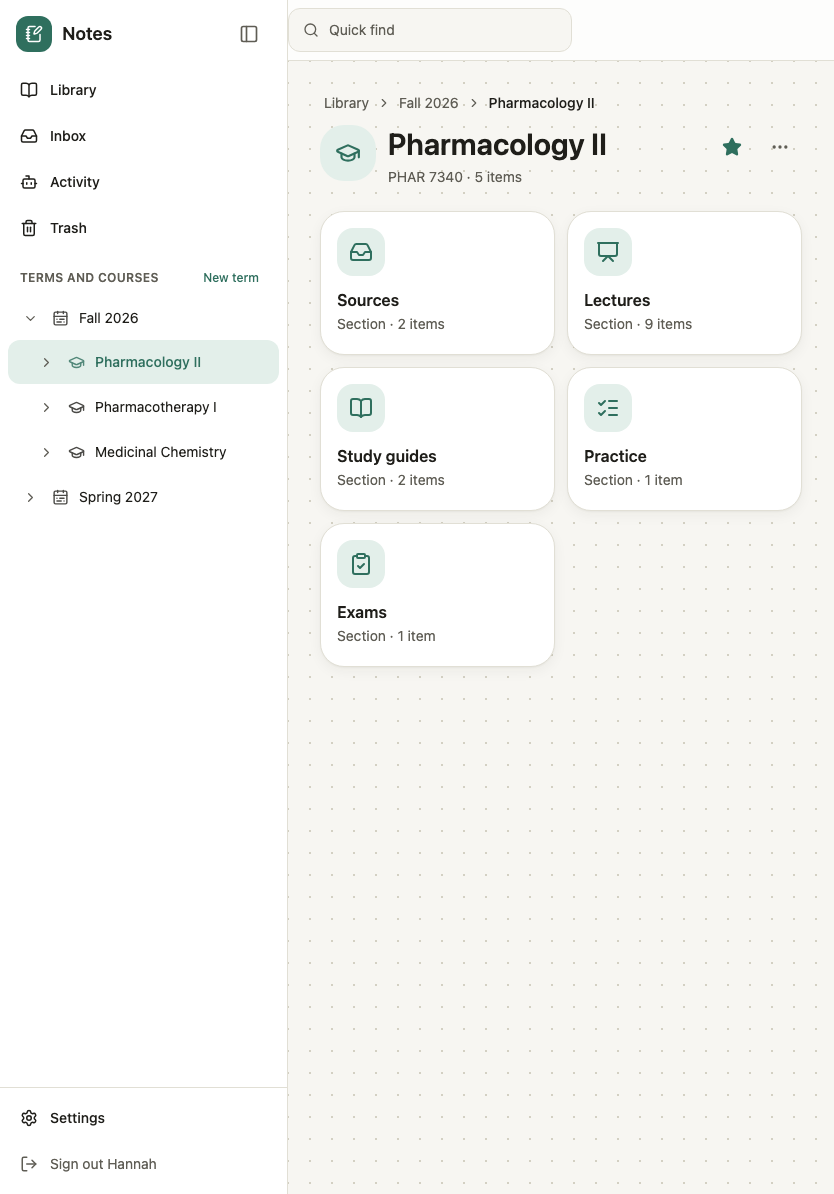 Notes
Library
Inbox
Activity
Trash
TERMS AND COURSES
New term
Fall 2026
Pharmacology II
Pharmacotherapy I
Medicinal Chemistry
Spring 2027
Settings
Sign out Hannah
Quick find
Library > Fall 2026 > Pharmacology II
Pharmacology II
PHAR 7340 · 5 items
Sources
Section · 2 items
Lectures
Section · 9 items
Study guides
Section · 2 items
Practice
Section · 1 item
Exams
Section · 1 item